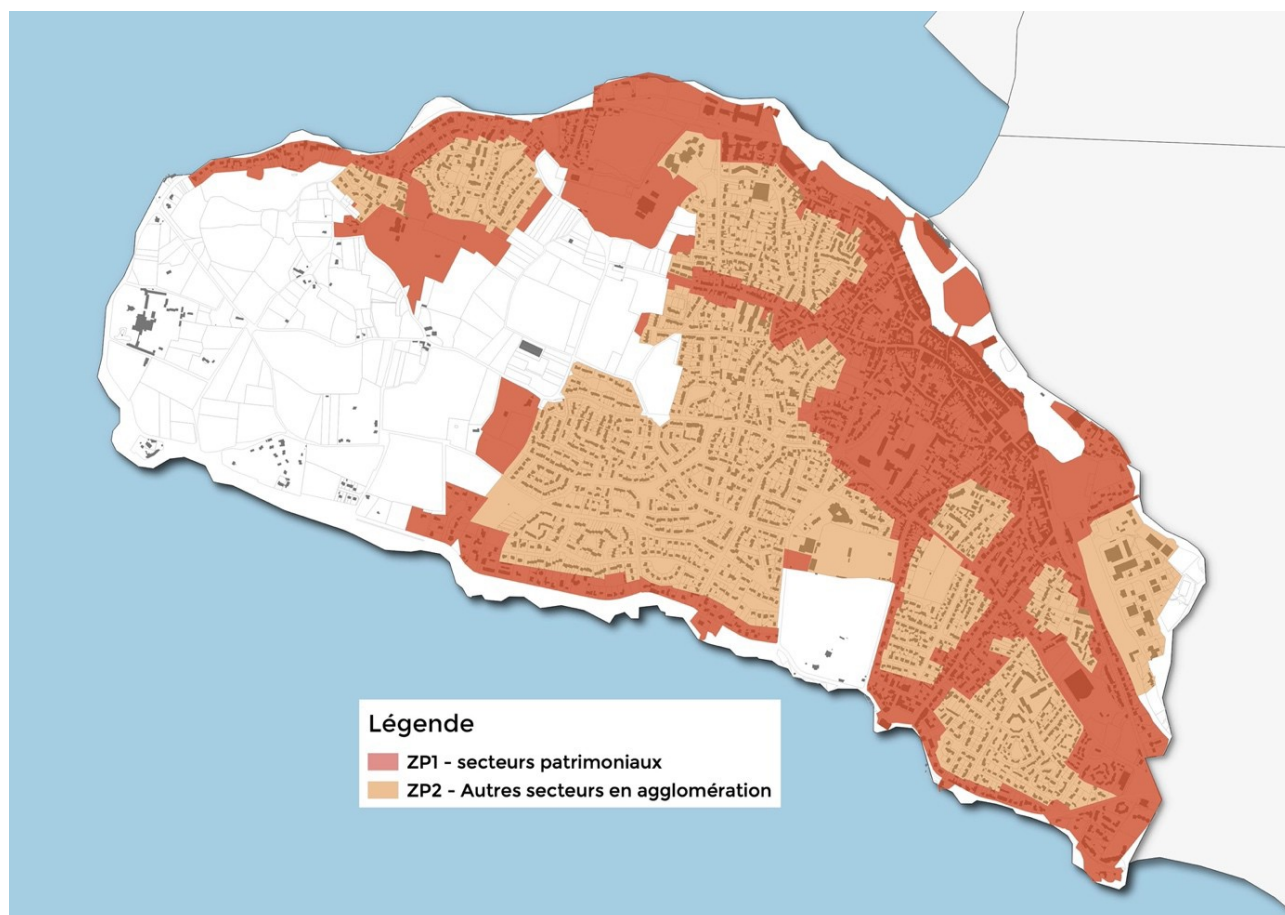 Légende
ZP1 - secteurs patrimoniaux
ZP2 - Autres secteurs en agglomération